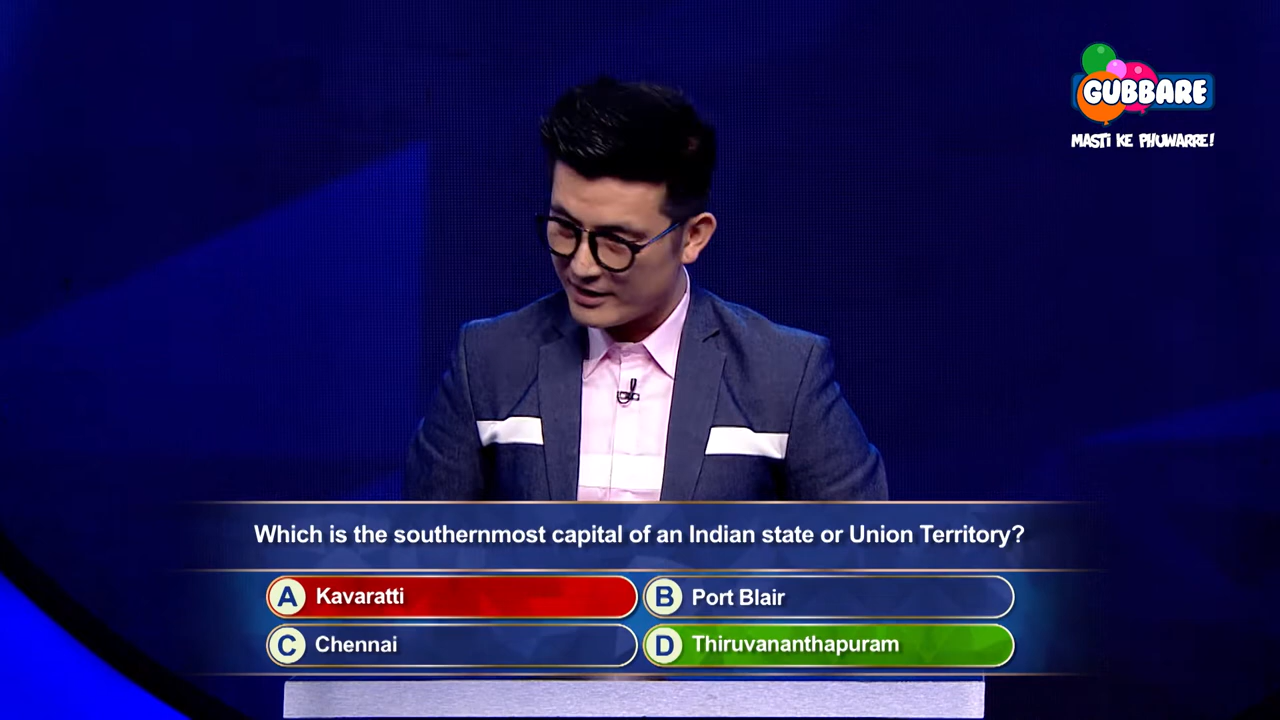 GUBBARE
MASTI KE PHUWARRE!
Which is the southernmost capital of an Indian state or Union Territory?
A Kavaratti
B Port Blair
C Chennai
D Thiruvananthapuram